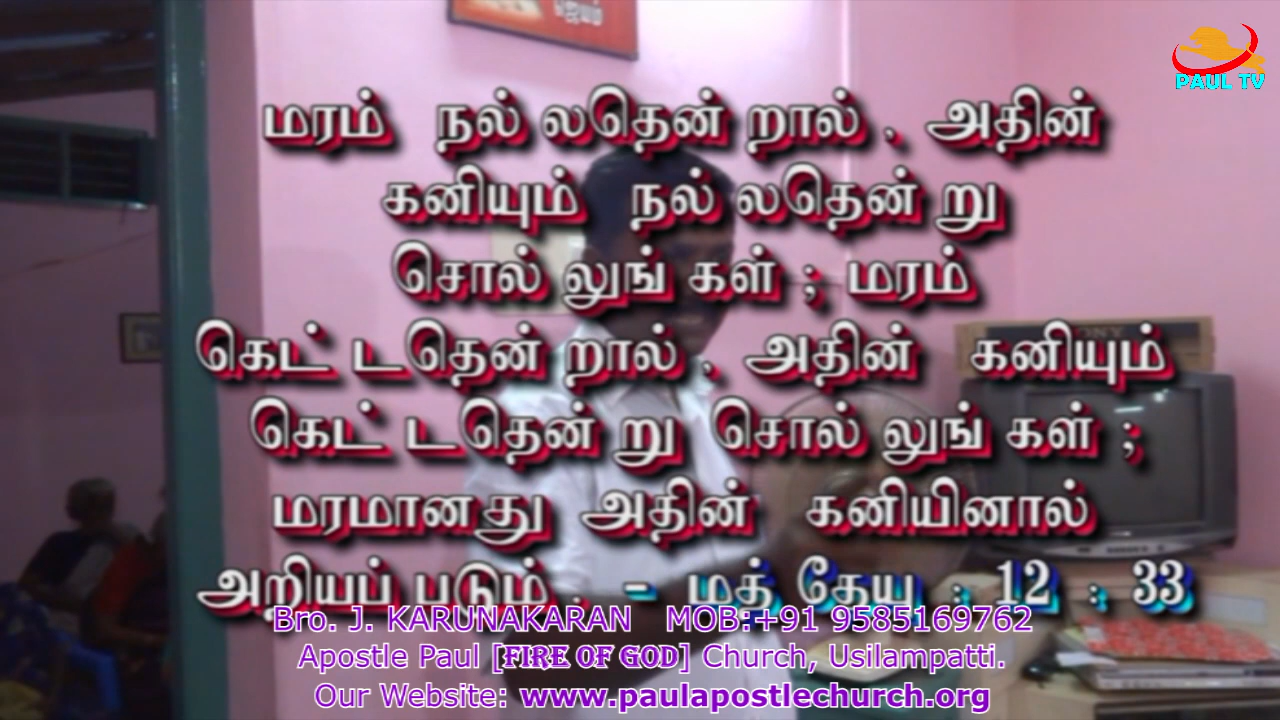 ஜெயம்
PAUL TV
மரம் நல்லதென்றால், அதின்
கனியும் நல்லதென்று
சொல்லுங்கள்; மரம்
கெட்டதென்றால், அதின் கனியும்
கெட்டதென்று சொல்லுங்கள்;
மரமானது அதின் கனியினால்
அறியப்படும். - மத்தேயு : 12 : 33
SONY
Bro. J. KARUNAKARAN MOB:+91 9585169762
Apostle Paul [FIRE OF GOD] Church, Usilampatti.
Our Website: www.paulapostlechurch.org